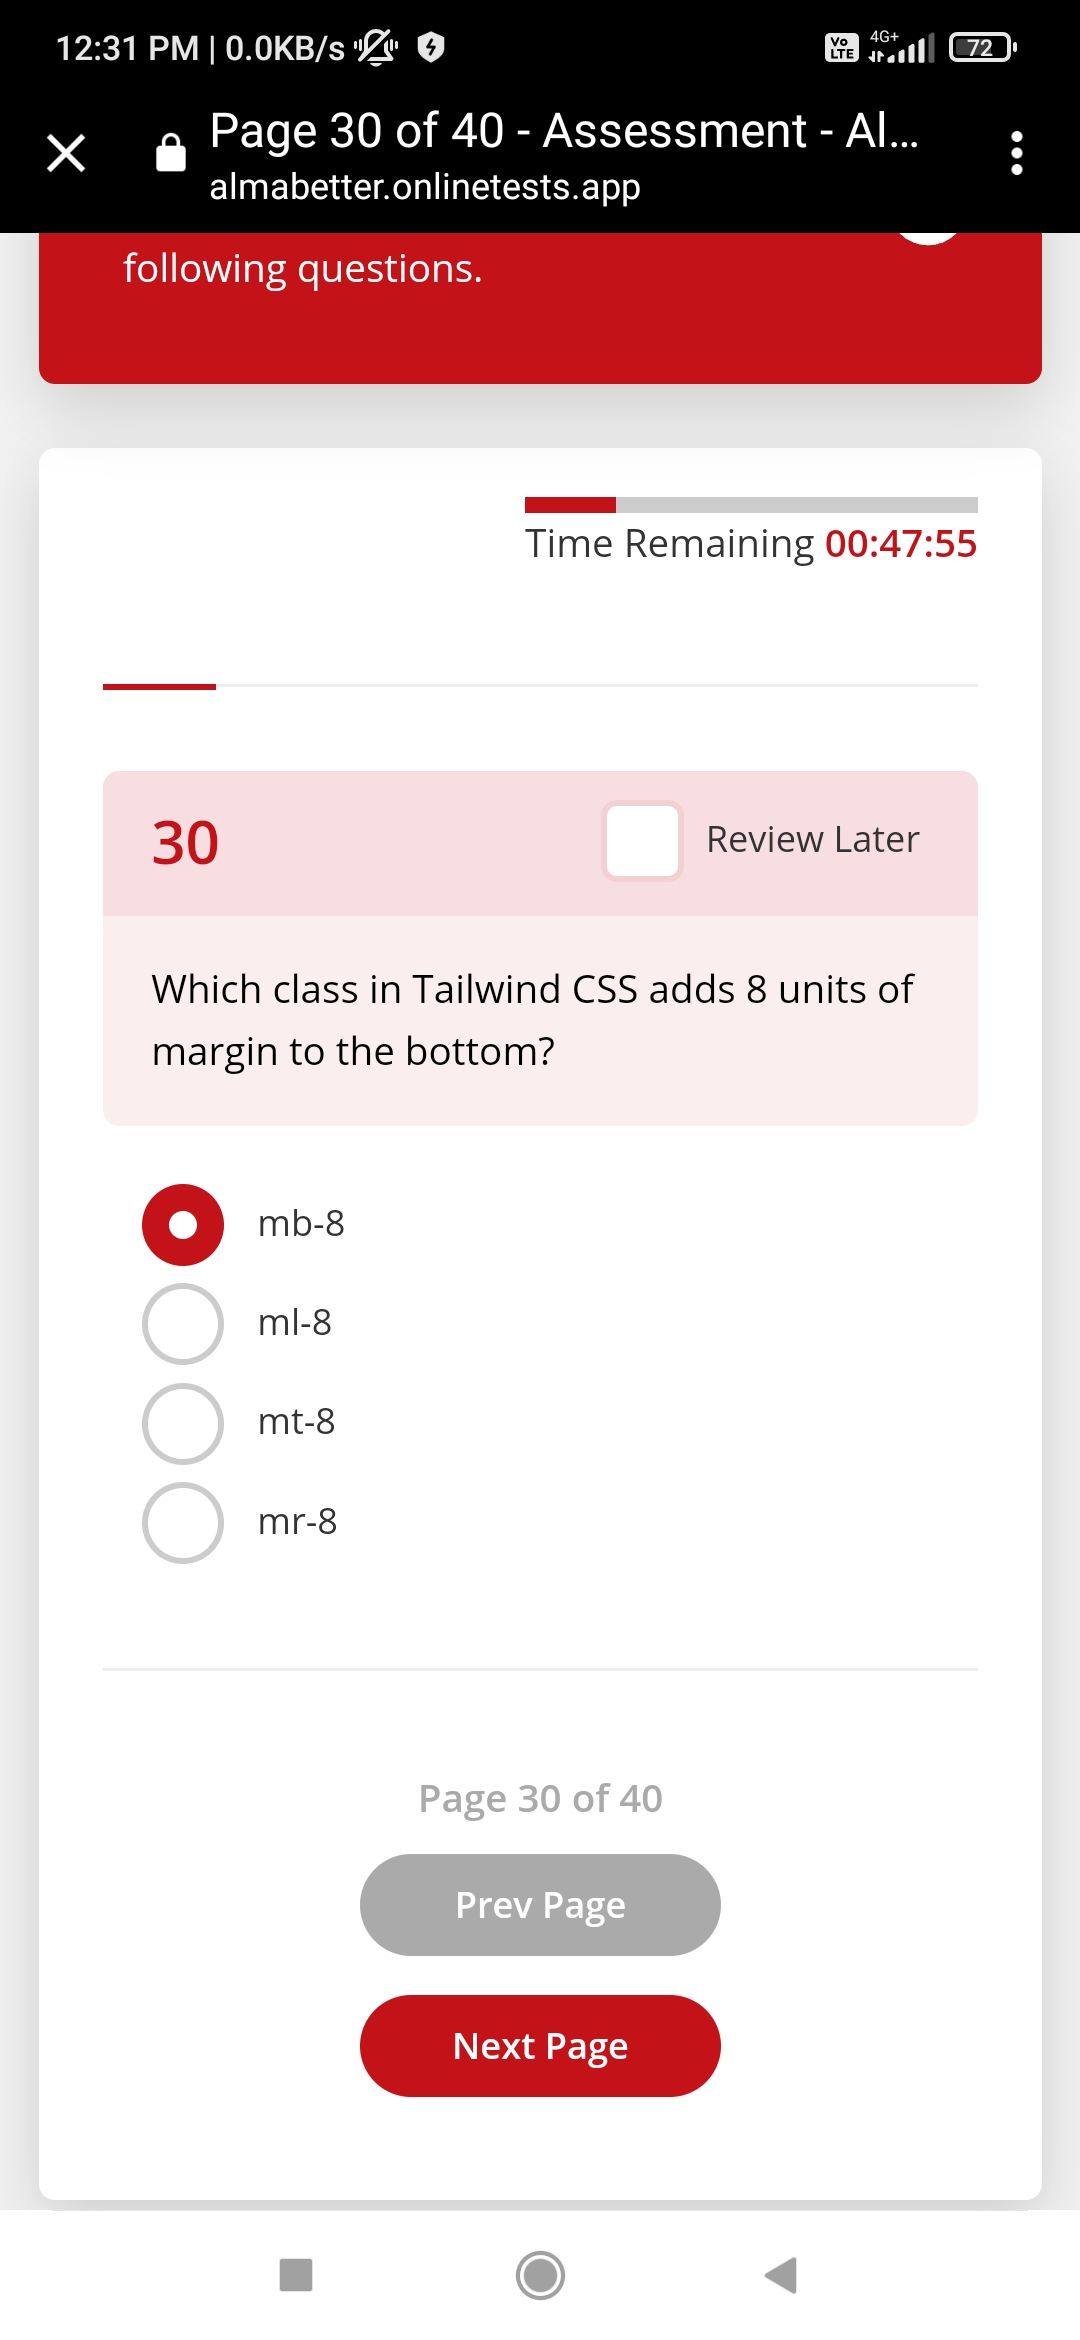 12:31 PM | 0.0KB/s
Vo LTE 4G+ 72
Page 30 of 40 - Assessment - Al...
almabetter.onlinetests.app
following questions.
Time Remaining 00:47:55
30 Review Later
Which class in Tailwind CSS adds 8 units of
margin to the bottom?
mb-8
ml-8
mt-8
mr-8
Page 30 of 40
Prev Page
Next Page